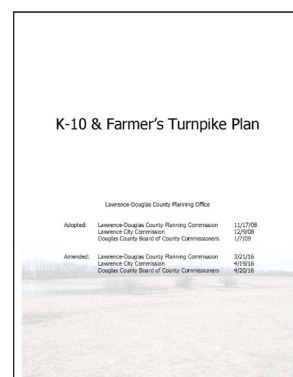 K-10 & Farmer's Turnpike Plan
Lawrence-Douglas County Planning Office
Adopted: Lawrence-Douglas County Planning Commission 11/17/08
Lawrence City Commission 12/9/08
Douglas County Board of County Commissioners 1/7/09
Amended: Lawrence-Douglas County Planning Commission 3/21/16
Lawrence City Commission 4/19/16
Douglas County Board of County Commissioners 4/20/16